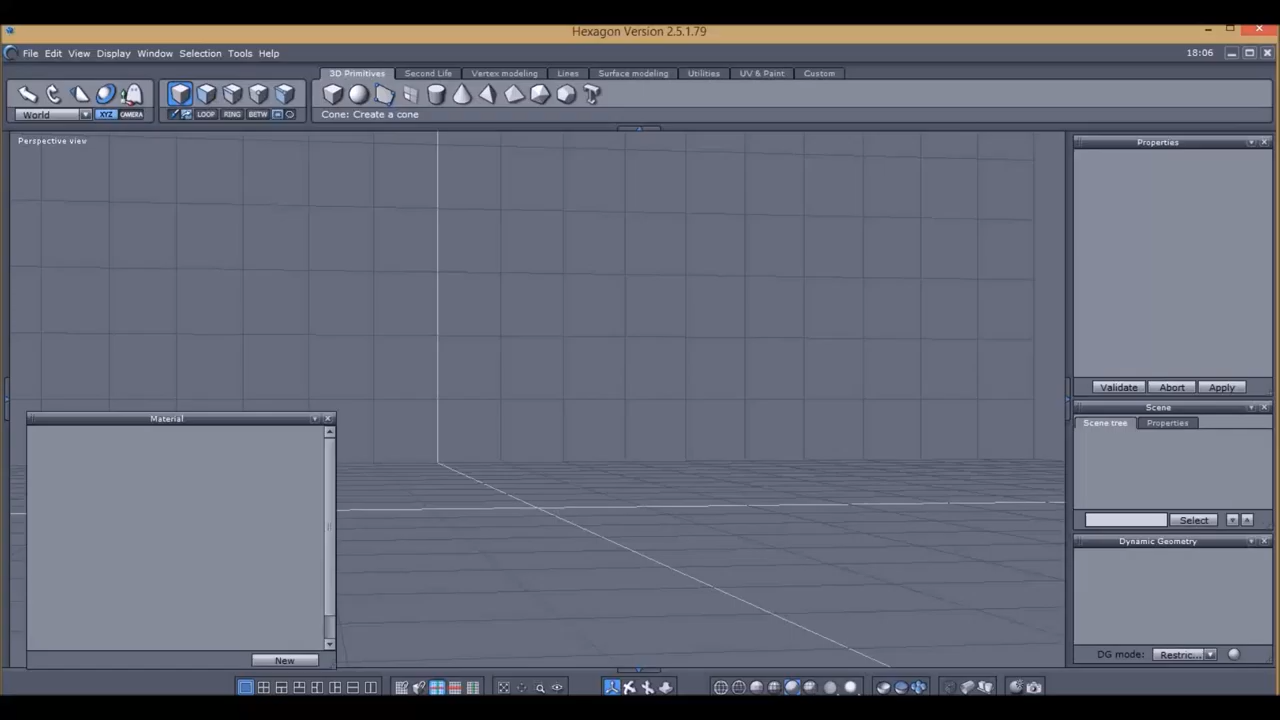 Hexagon Version 2.5.1.79
File Edit View Display Window Selection Tools Help 18:06
3D Primitives Second Life Vertex modeling Lines Surface modeling Utilities UV & Paint Custom
World XYZ CAMERA LOOP RING BETW Cone: Create a cone
Perspective view
Properties
Validate Abort Apply
Scene
Scene tree Properties
Select
Dynamic Geometry
DG mode: Restric...
Material
New